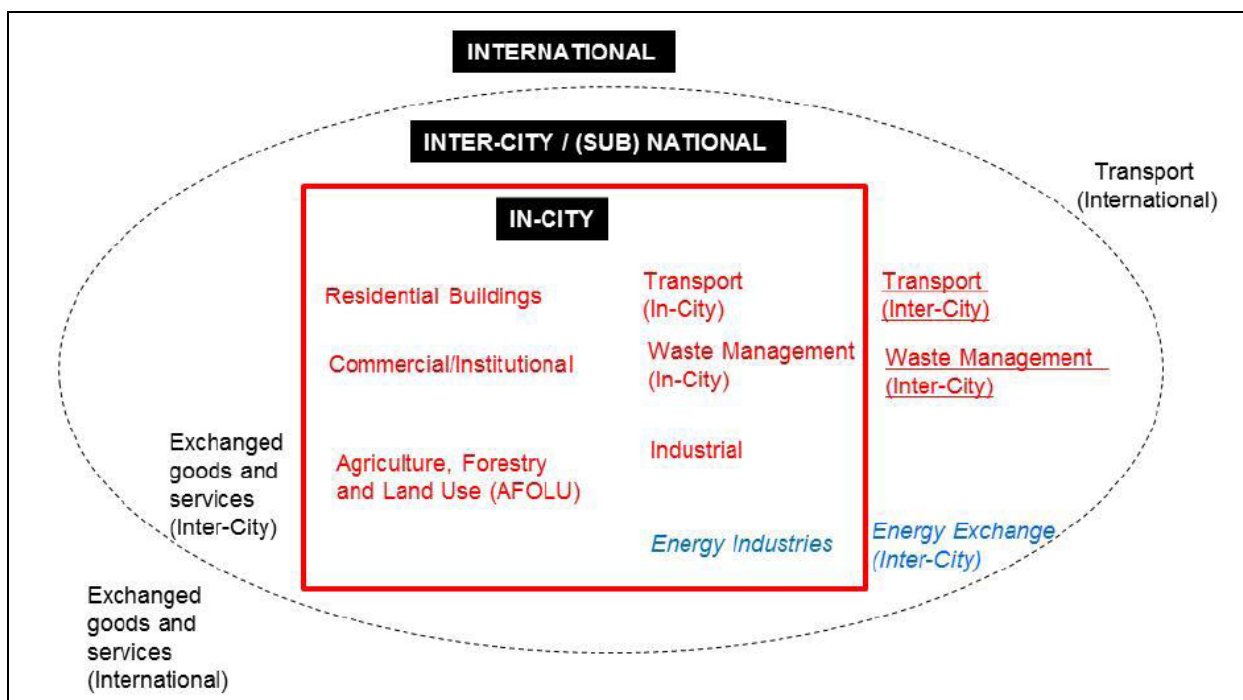 INTERNATIONAL
INTER-CITY / (SUB) NATIONAL
Transport
(International)
IN-CITY
Residential Buildings
Transport
(In-City)
Transport
(Inter-City)
Commercial/Institutional
Waste Management
(In-City)
Waste Management
(Inter-City)
Exchanged
goods and
services
(Inter-City)
Agriculture, Forestry
and Land Use (AFOLU)
Industrial
Energy Industries
Energy Exchange
(Inter-City)
Exchanged
goods and
services
(International)